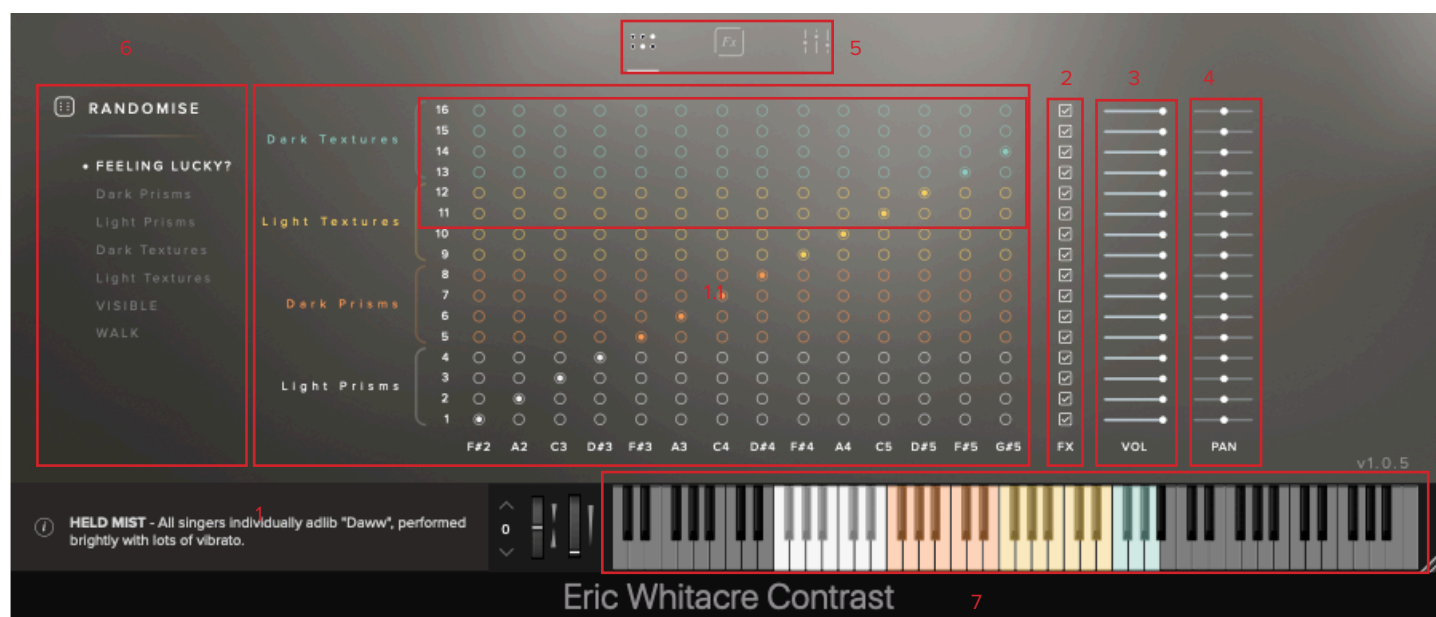 6
Fx
5
2
3
4
RANDOMISE
FEELING LUCKY?
Dark Prisms
Light Prisms
Dark Textures
Light Textures
VISIBLE
WALK
Dark Textures
Light Textures
Dark Prisms
Light Prisms
16
15
14
13
12
11
10
9
8
7
6
5
4
3
2
1
1.1
F#2 A2 C3 D#3 F#3 A3 C4 D#4 F#4 A4 C5 D#5 F#5 G#5 FX VOL PAN
v1.0.5
1
i
HELD MIST - All singers individually adlib "Daww", performed
brightly with lots of vibrato.
0
Eric Whitacre Contrast
7